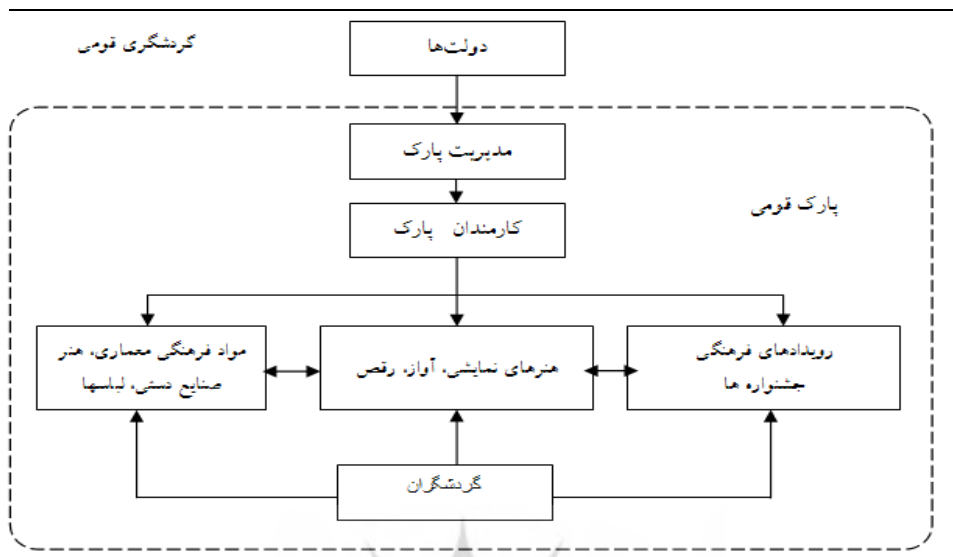 گردشگری قومی
دولت‌ها
مدیریت پارک
کارمندان پارک
پارک قومی
رویدادهای فرهنگی
جشنواره ها
هنرهای نمایشی، آواز، رقص
مواد فرهنگی معماری، هنر
صنایع دستی، لباسها
گردشگران